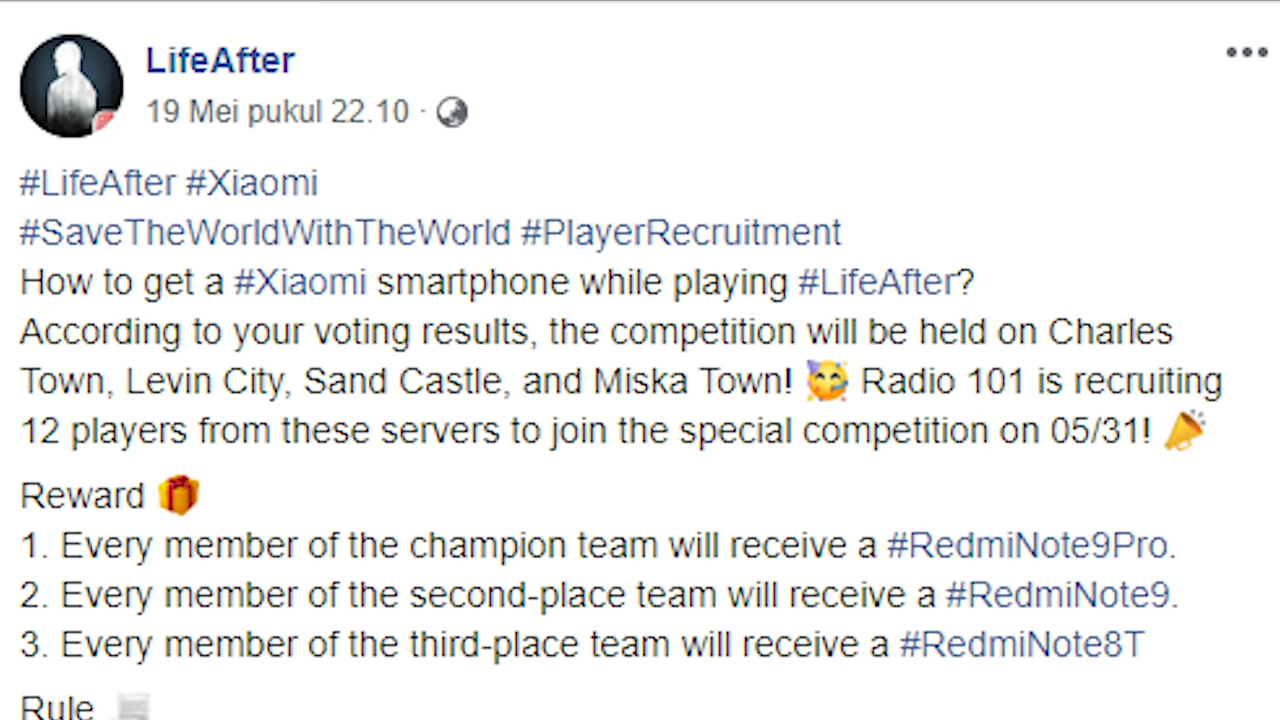 LifeAfter
19 Mei pukul 22.10 ·
#LifeAfter #Xiaomi
#SaveTheWorldWithTheWorld #PlayerRecruitment
How to get a #Xiaomi smartphone while playing #LifeAfter?
According to your voting results, the competition will be held on Charles
Town, Levin City, Sand Castle, and Miska Town! 🥳 Radio 101 is recruiting
12 players from these servers to join the special competition on 05/31! 📣
Reward 🎁
1. Every member of the champion team will receive a #RedmiNote9Pro.
2. Every member of the second-place team will receive a #RedmiNote9.
3. Every member of the third-place team will receive a #RedmiNote8T
Rule